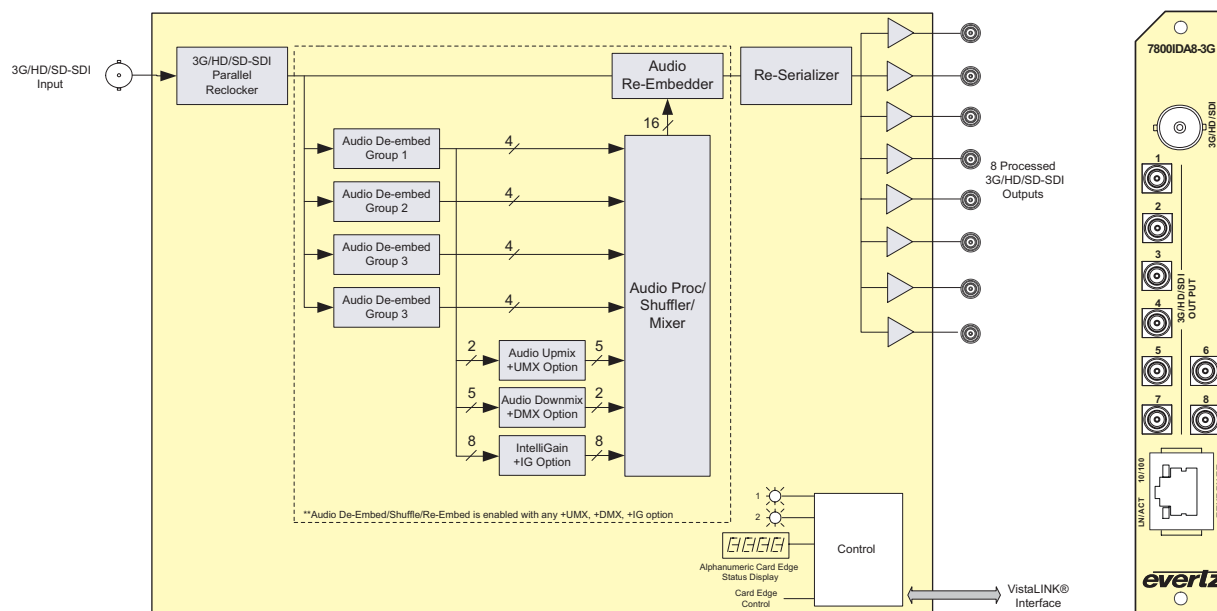 3G/HD/SD-SDI
Input
3G/HD/SD-SDI
Parallel
Reclocker
Audio
Re-Embedder
Re-Serializer
16
Audio De-embed
Group 1
4
Audio De-embed
Group 2
4
Audio De-embed
Group 3
4
Audio De-embed
Group 3
4
Audio Proc/
Shuffler/
Mixer
2
Audio Upmix
+UMX Option
5
5
Audio Downmix
+DMX Option
2
8
IntelliGain
+IG Option
8
**Audio De-Embed/Shuffle/Re-Embed is enabled with any +UMX, +DMX, +IG option
8 Processed
3G/HD/SD-SDI
Outputs
1
2
Alphanumeric Card Edge
Status Display
Card Edge
Control
Control
VistaLINK®
Interface
7800IDA8-3G
3G/HD/SDI
1
2
3
4
5
6
7
8
3G/HD/SDI
OUTPUT
LN/ACT
10/100
evertz